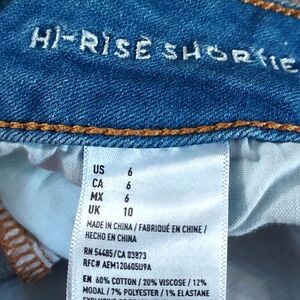 HI-RISE SHORTIE
US 6
CA 6
MX 6
UK 10
MADE IN CHINA / FABRIQUÉ EN CHINE /
HECHO EN CHINA
RN 54485/CA 03873
RFC# AEM120605U9A
EN 60% COTTON / 20% VISCOSE / 12%
MODAL / 7% POLYESTER / 1% ELASTANE